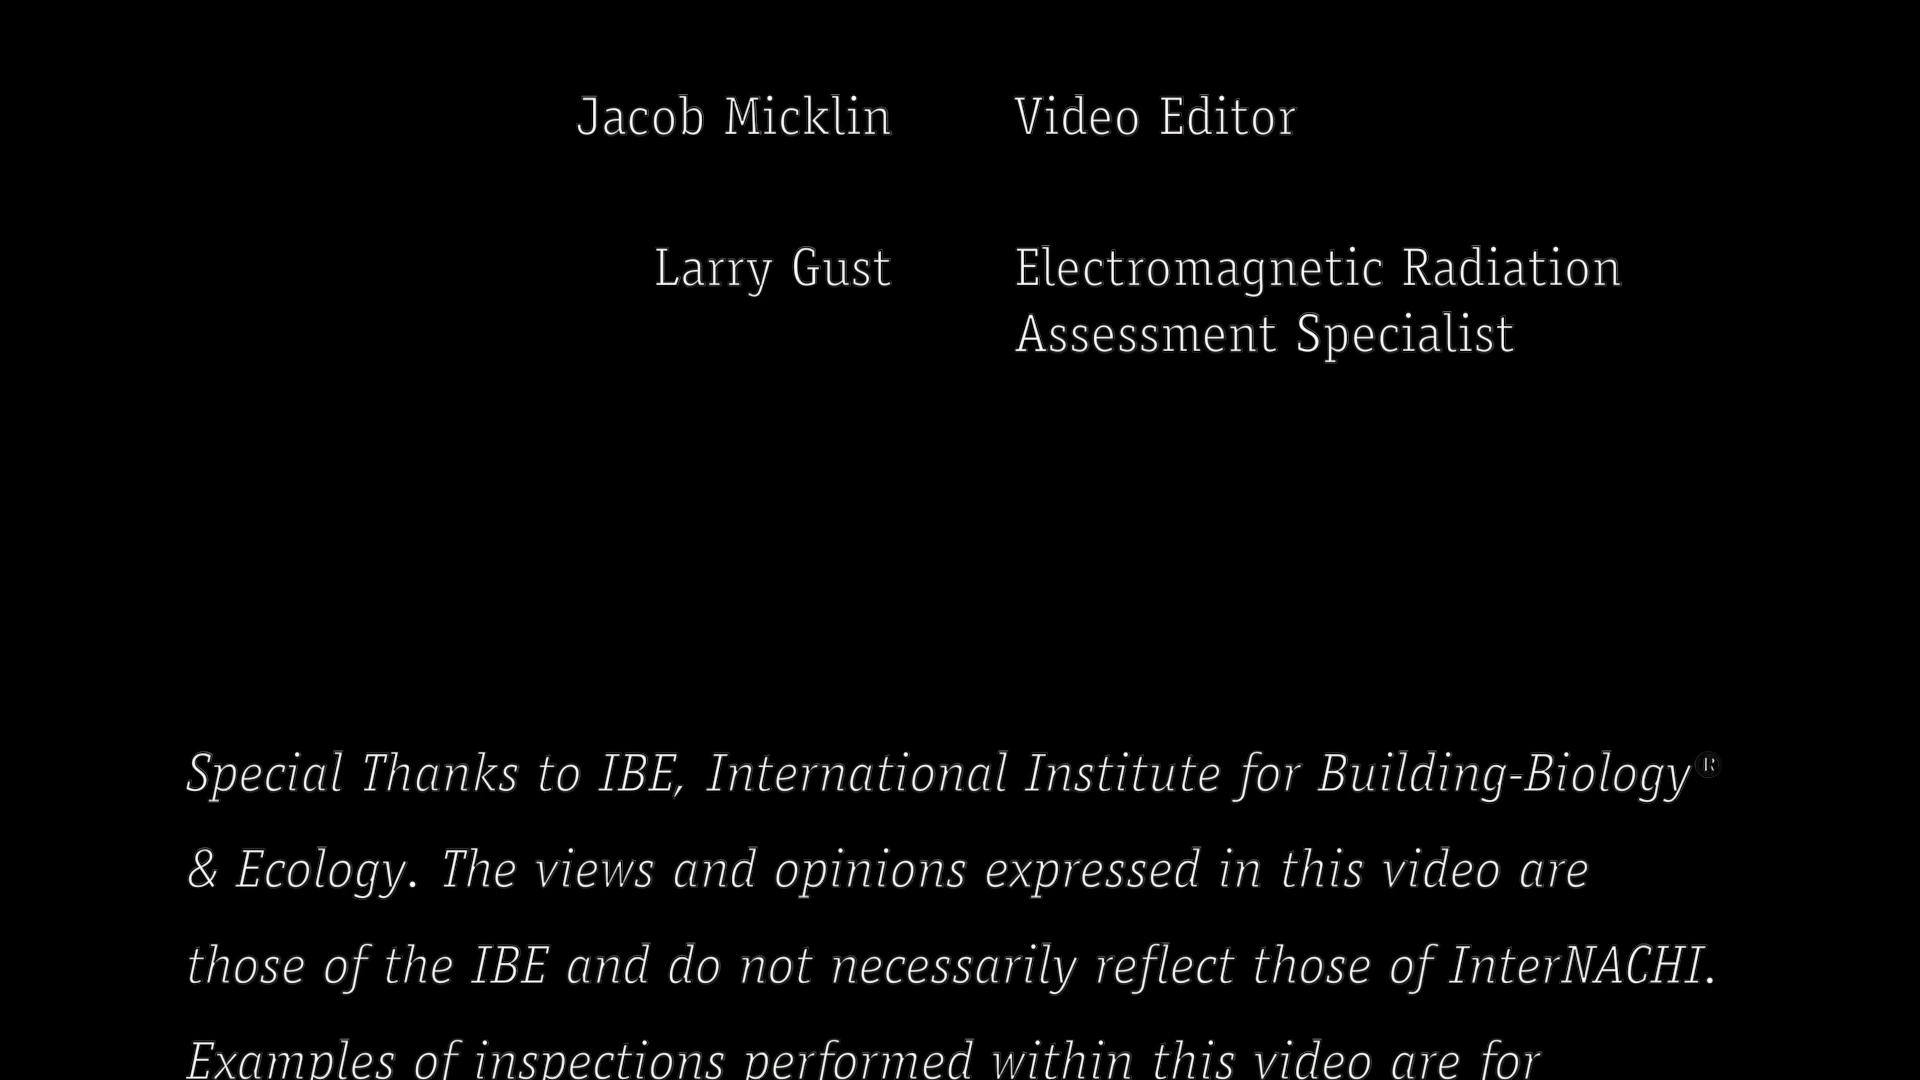 Jacob Micklin Video Editor
Larry Gust Electromagnetic Radiation
Assessment Specialist
Special Thanks to IBE, International Institute for Building-Biology®
& Ecology. The views and opinions expressed in this video are
those of the IBE and do not necessarily reflect those of InterNACHI.
Examples of inspections performed within this video are for